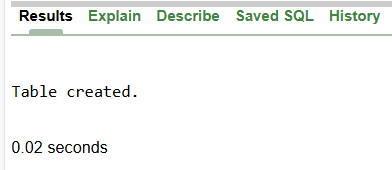 Results Explain Describe Saved SQL History
Table created.
0.02 seconds